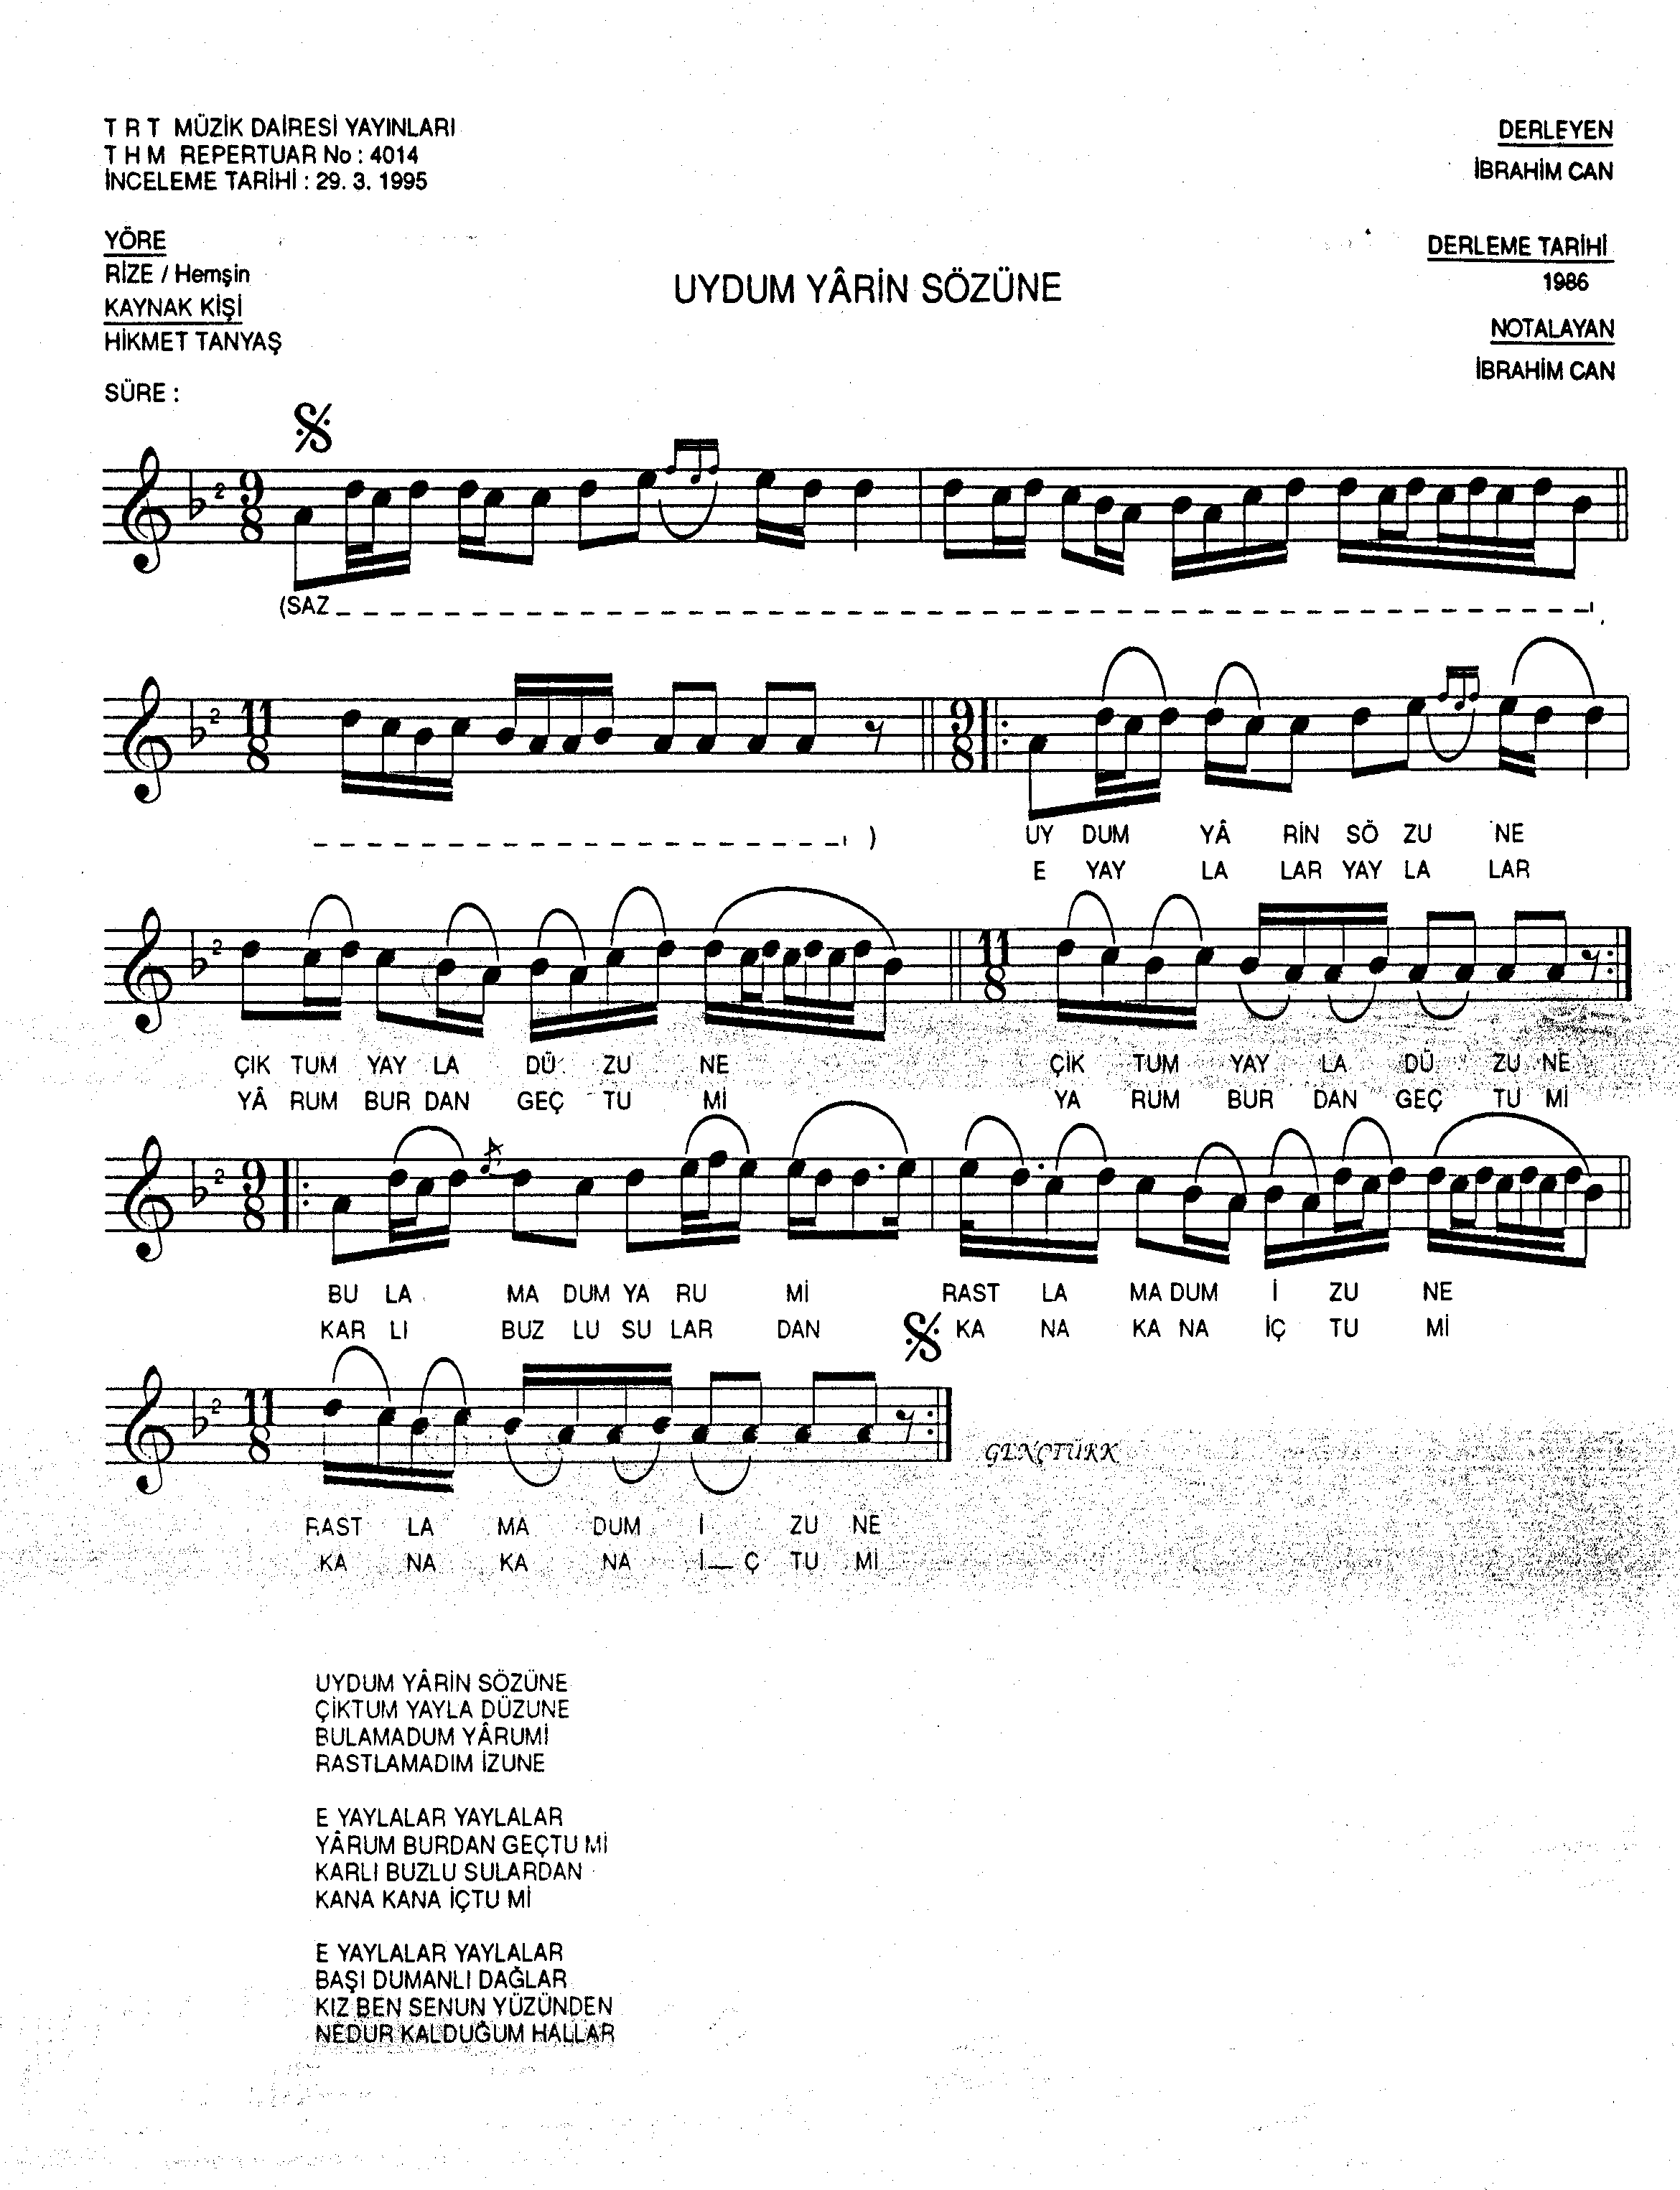 T R T MÜZİK DAİRESİ YAYINLARI
T H M REPERTUAR No : 4014
İNCELEME TARİHİ : 29. 3. 1995
DERLEYEN
İBRAHİM CAN
YÖRE
RİZE / Hemşin
KAYNAK KİŞİ
HİKMET TANYAŞ
SÜRE :
UYDUM YÂRİN SÖZÜNE
DERLEME TARİHİ
1986
NOTALAYAN
İBRAHİM CAN
2 9 8
(SAZ
2 11 8 9 8
)
UY DUM YÂ RİN SÖ ZU NE
E YAY LA LAR YAY LA LAR
2 11 8
ÇIK TUM YAY LA DÜ ZU NE ÇİK TUM YAY LA DÜ ZU NE
YÂ RUM BUR DAN GEÇ TU Mİ YA RUM BUR DAN GEÇ TU Mİ
2 9 8
BU LA MA DUM YA RU Mİ RAST LA MA DUM İ ZU NE
KAR LI BUZ LU SU LAR DAN KA NA KA NA İÇ TU Mİ
2 11 8
GENÇTÜRK
RAST LA MA DUM İ ZU NE
KA NA KA NA İ Ç TU Mİ
UYDUM YÂRİN SÖZÜNE
ÇİKTUM YAYLA DÜZUNE
BULAMADUM YÂRUMİ
RASTLAMADIM İZUNE
E YAYLALAR YAYLALAR
YÂRUM BURDAN GEÇTU Mİ
KARLI BUZLU SULARDAN
KANA KANA İÇTU Mİ
E YAYLALAR YAYLALAR
BAŞI DUMANLI DAĞLAR
KIZ BEN SENUN YÜZÜNDEN
NEDUR KALDUĞUM HALLAR